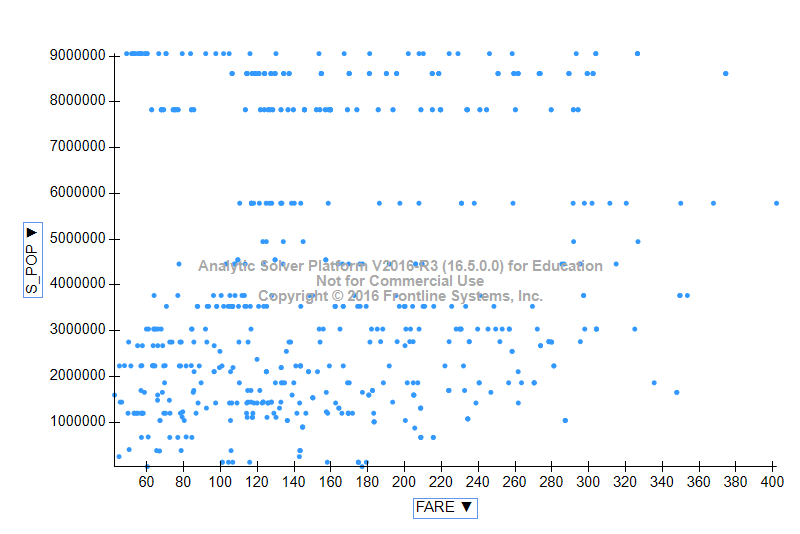 9000000
8000000
7000000
6000000
5000000
4000000
3000000
2000000
1000000
S_POP ▼
Analytic Solver Platform V2016-R3 (16.5.0.0) for Education
Not for Commercial Use
Copyright © 2016 Frontline Systems, Inc.
60 80 100 120 140 160 180 200 220 240 260 280 300 320 340 360 380 400
FARE ▼